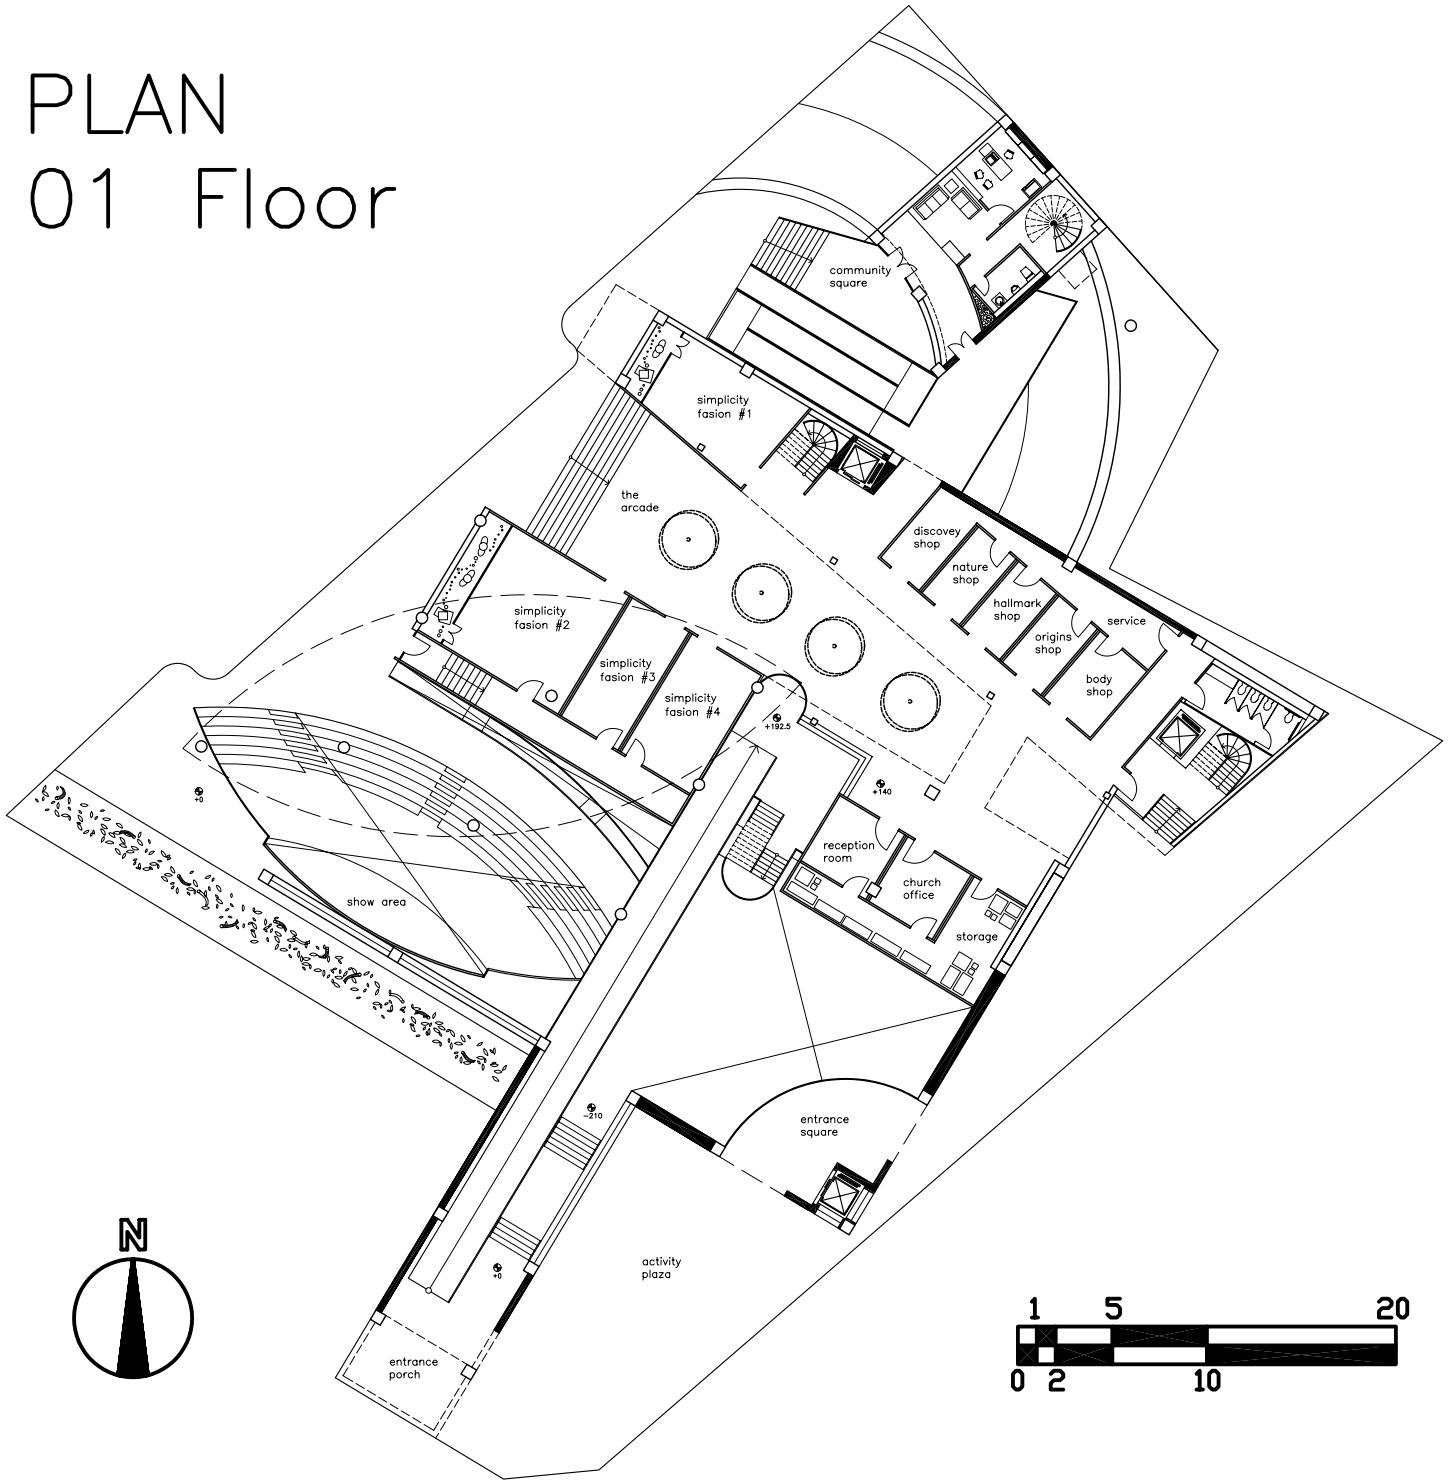 PLAN
01 Floor
community
square
simplicity
fasion #1
the
arcade
discovey
shop
nature
shop
hallmark
shop
origins
shop
service
body
shop
simplicity
fasion #2
simplicity
fasion #3
simplicity
fasion #4
+192.5
+140
+0
reception
room
church
office
storage
show area
-210
entrance
square
activity
plaza
+0
entrance
porch
N
1 5 20
0 2 10